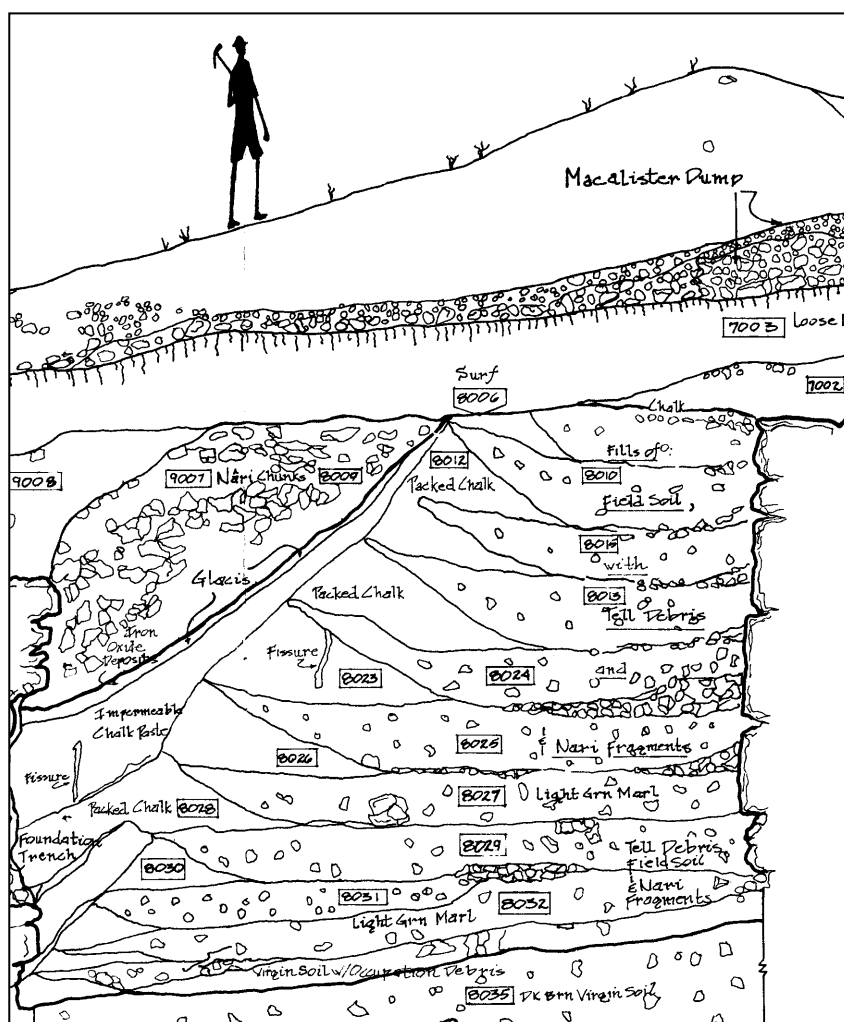 Macalister Dump
7003 Loose
7002
Surf
8006
Chalk
8012
Fills of:
9008
9007 Nâri Chunks 8009
8010
Packed Chalk
Field Soil,
8015
with
Glacis
8013
Packed Chalk
Tell Debris
Iron
Oxide
Deposits
Fissure
8023
8024
and
Impermeable
Chalk Paste
8025
& Nari Fragments
8026
Fissure
8027
Light Grn Marl
Packed Chalk 8028
Foundation
Trench
8029
Tell Debris
Field Soil
& Nari
Fragments
8030
8031
8032
Light Grn Marl
Virgin Soil w/Occupation Debris
8035 Dk Brn Virgin Soil